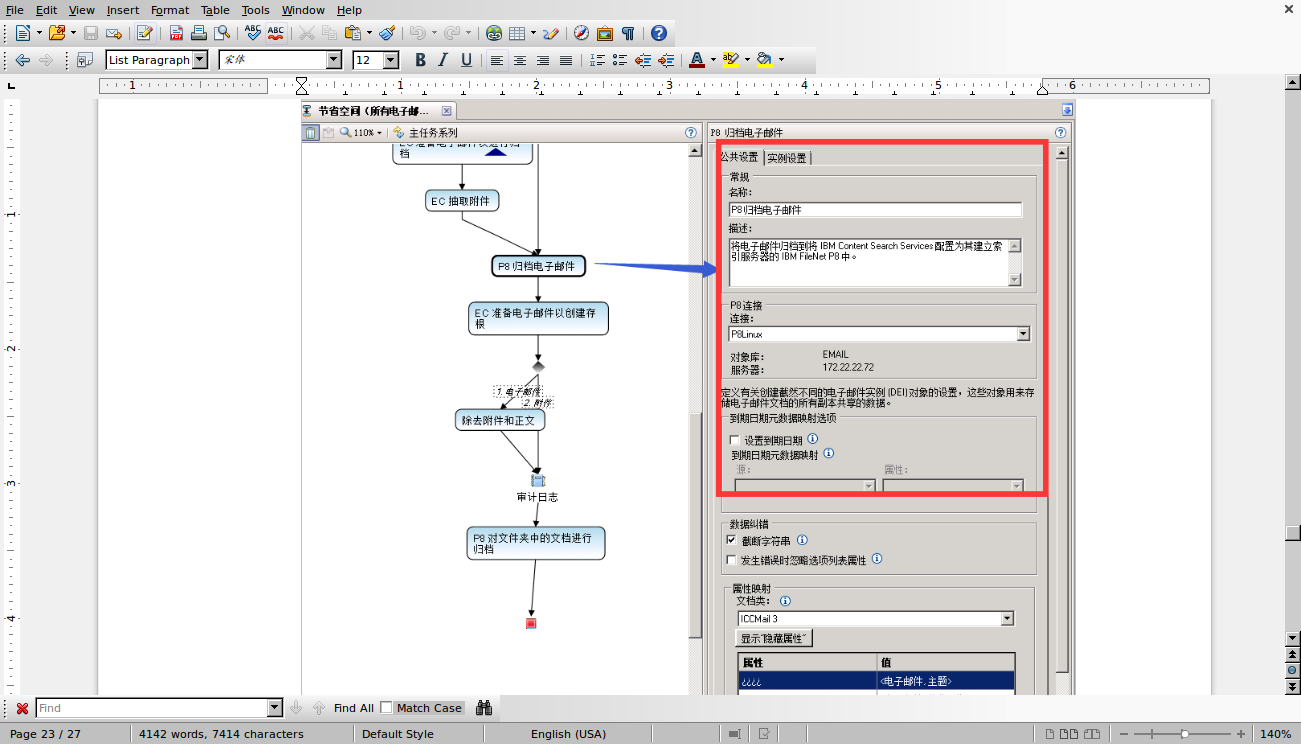 File Edit View Insert Format Table Tools Window Help
List Paragraph 宋体 12
1 1 2 3 4 5 6
节省空间（所有电子邮...
110% 主任务系列
P8 归档电子邮件
档
EC 抽取附件
P8 归档电子邮件
EC 准备电子邮件以创建存
根
1. 电子邮件
2. 附件
除去附件和正文
审计日志
P8 对文件夹中的文档进行
归档
公共设置 实例设置
常规
名称:
P8 归档电子邮件
描述:
将电子邮件归档到将 IBM Content Search Services 配置为其建立索
引服务器的 IBM FileNet P8 中。
P8 连接
连接:
P8Linux
对象库: EMAIL
服务器: 172.22.22.72
定义有关创建截然不同的电子邮件实例 (DEI) 对象的设置，这些对象用来存
储电子邮件文档的所有副本共享的数据。
到期日期元数据映射选项
设置到期日期
到期日期元数据映射
源: 属性:
数据纠错
截断字符串
发生错误时忽略选项列表属性
属性映射
文档类:
ICCMail3
显示"隐藏属性"
属性 值
¿¿¿¿ <电子邮件, 主题>
1
2
3
4
Find Find All Match Case
Page 23 / 27 4142 words, 7414 characters Default Style English (USA) 140%